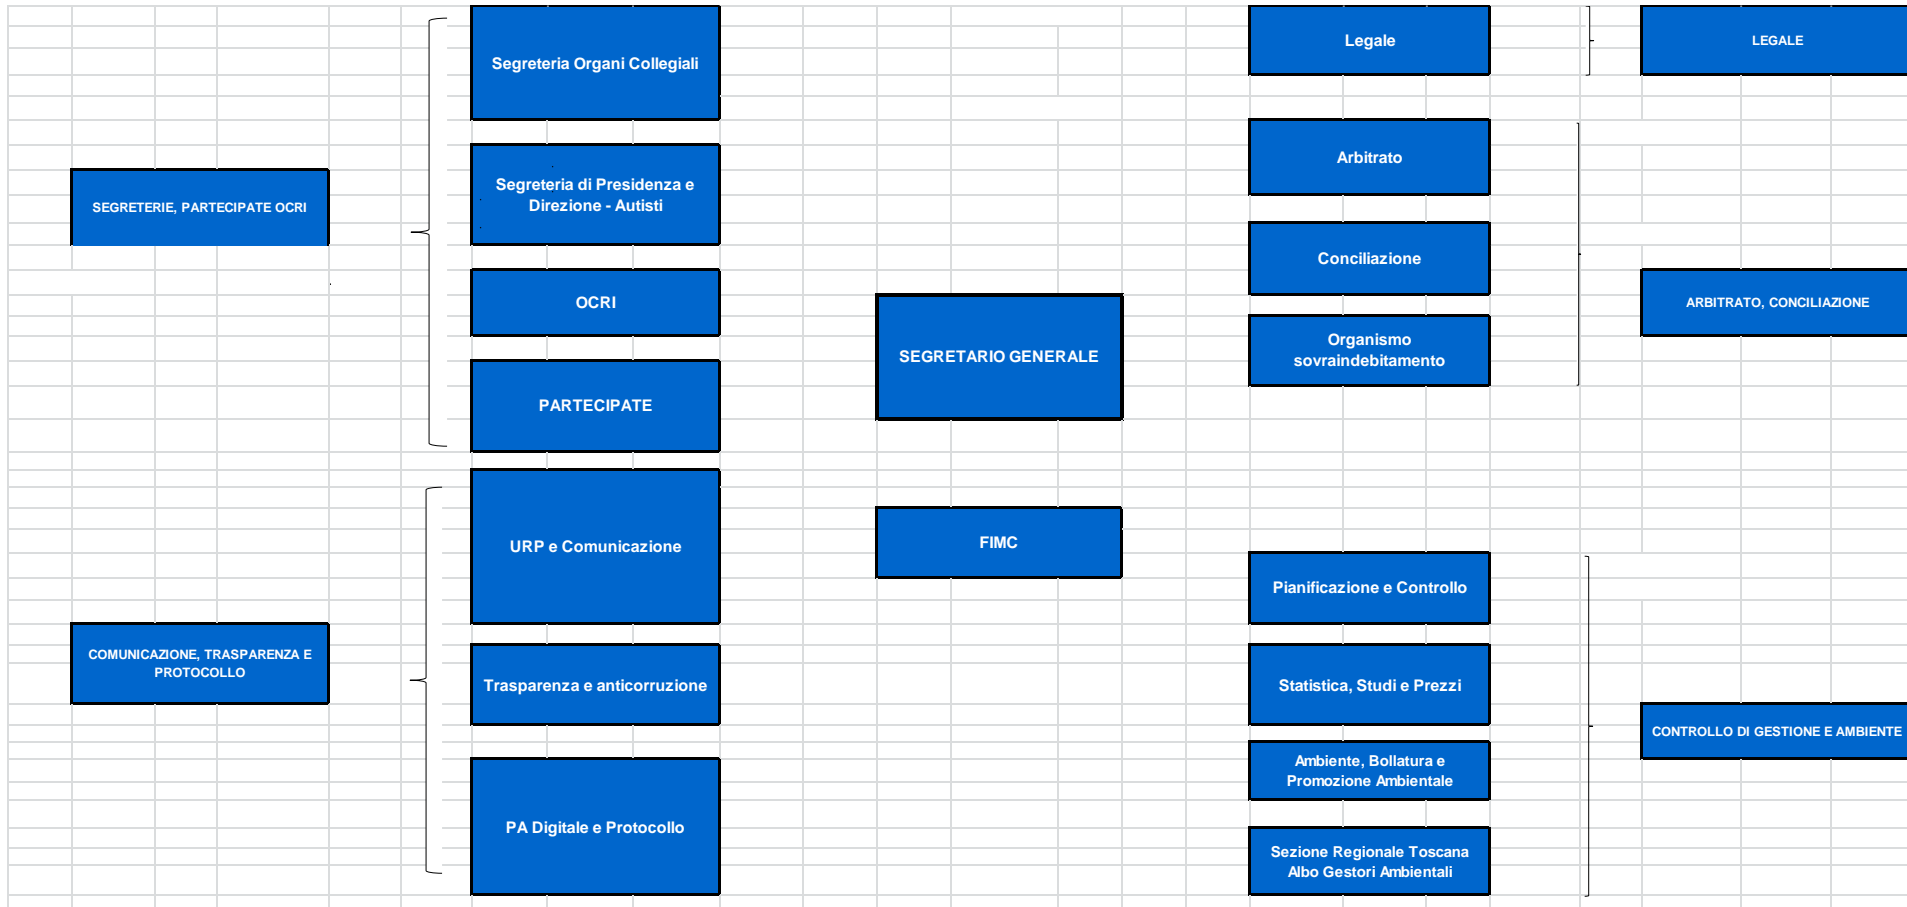 SEGRETERIE, PARTECIPATE OCRI
COMUNICAZIONE, TRASPARENZA E
PROTOCOLLO
Segreteria Organi Collegiali
Segreteria di Presidenza e
Direzione - Autisti
OCRI
PARTECIPATE
URP e Comunicazione
Trasparenza e anticorruzione
PA Digitale e Protocollo
SEGRETARIO GENERALE
FIMC
Legale
Arbitrato
Conciliazione
Organismo
sovraindebitamento
Pianificazione e Controllo
Statistica, Studi e Prezzi
Ambiente, Bollatura e
Promozione Ambientale
Sezione Regionale Toscana
Albo Gestori Ambientali
LEGALE
ARBITRATO, CONCILIAZIONE
CONTROLLO DI GESTIONE E AMBIENTE